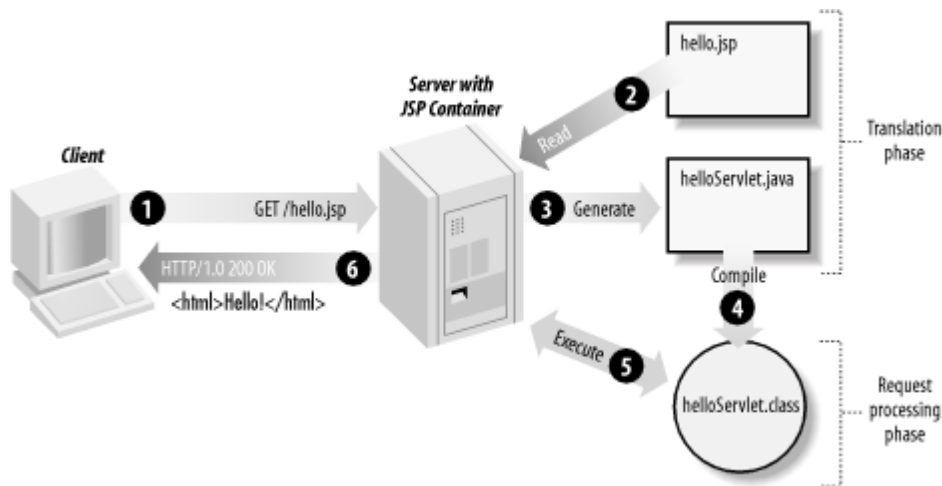 hello.jsp
Server with
JSP Container
2
Read
Translation
phase
Client
helloServlet.java
1
GET /hello.jsp
3
Generate
HTTP/1.0 200 OK
6
<html>Hello!</html>
Compile
4
Execute
5
helloServlet.class
Request
processing
phase